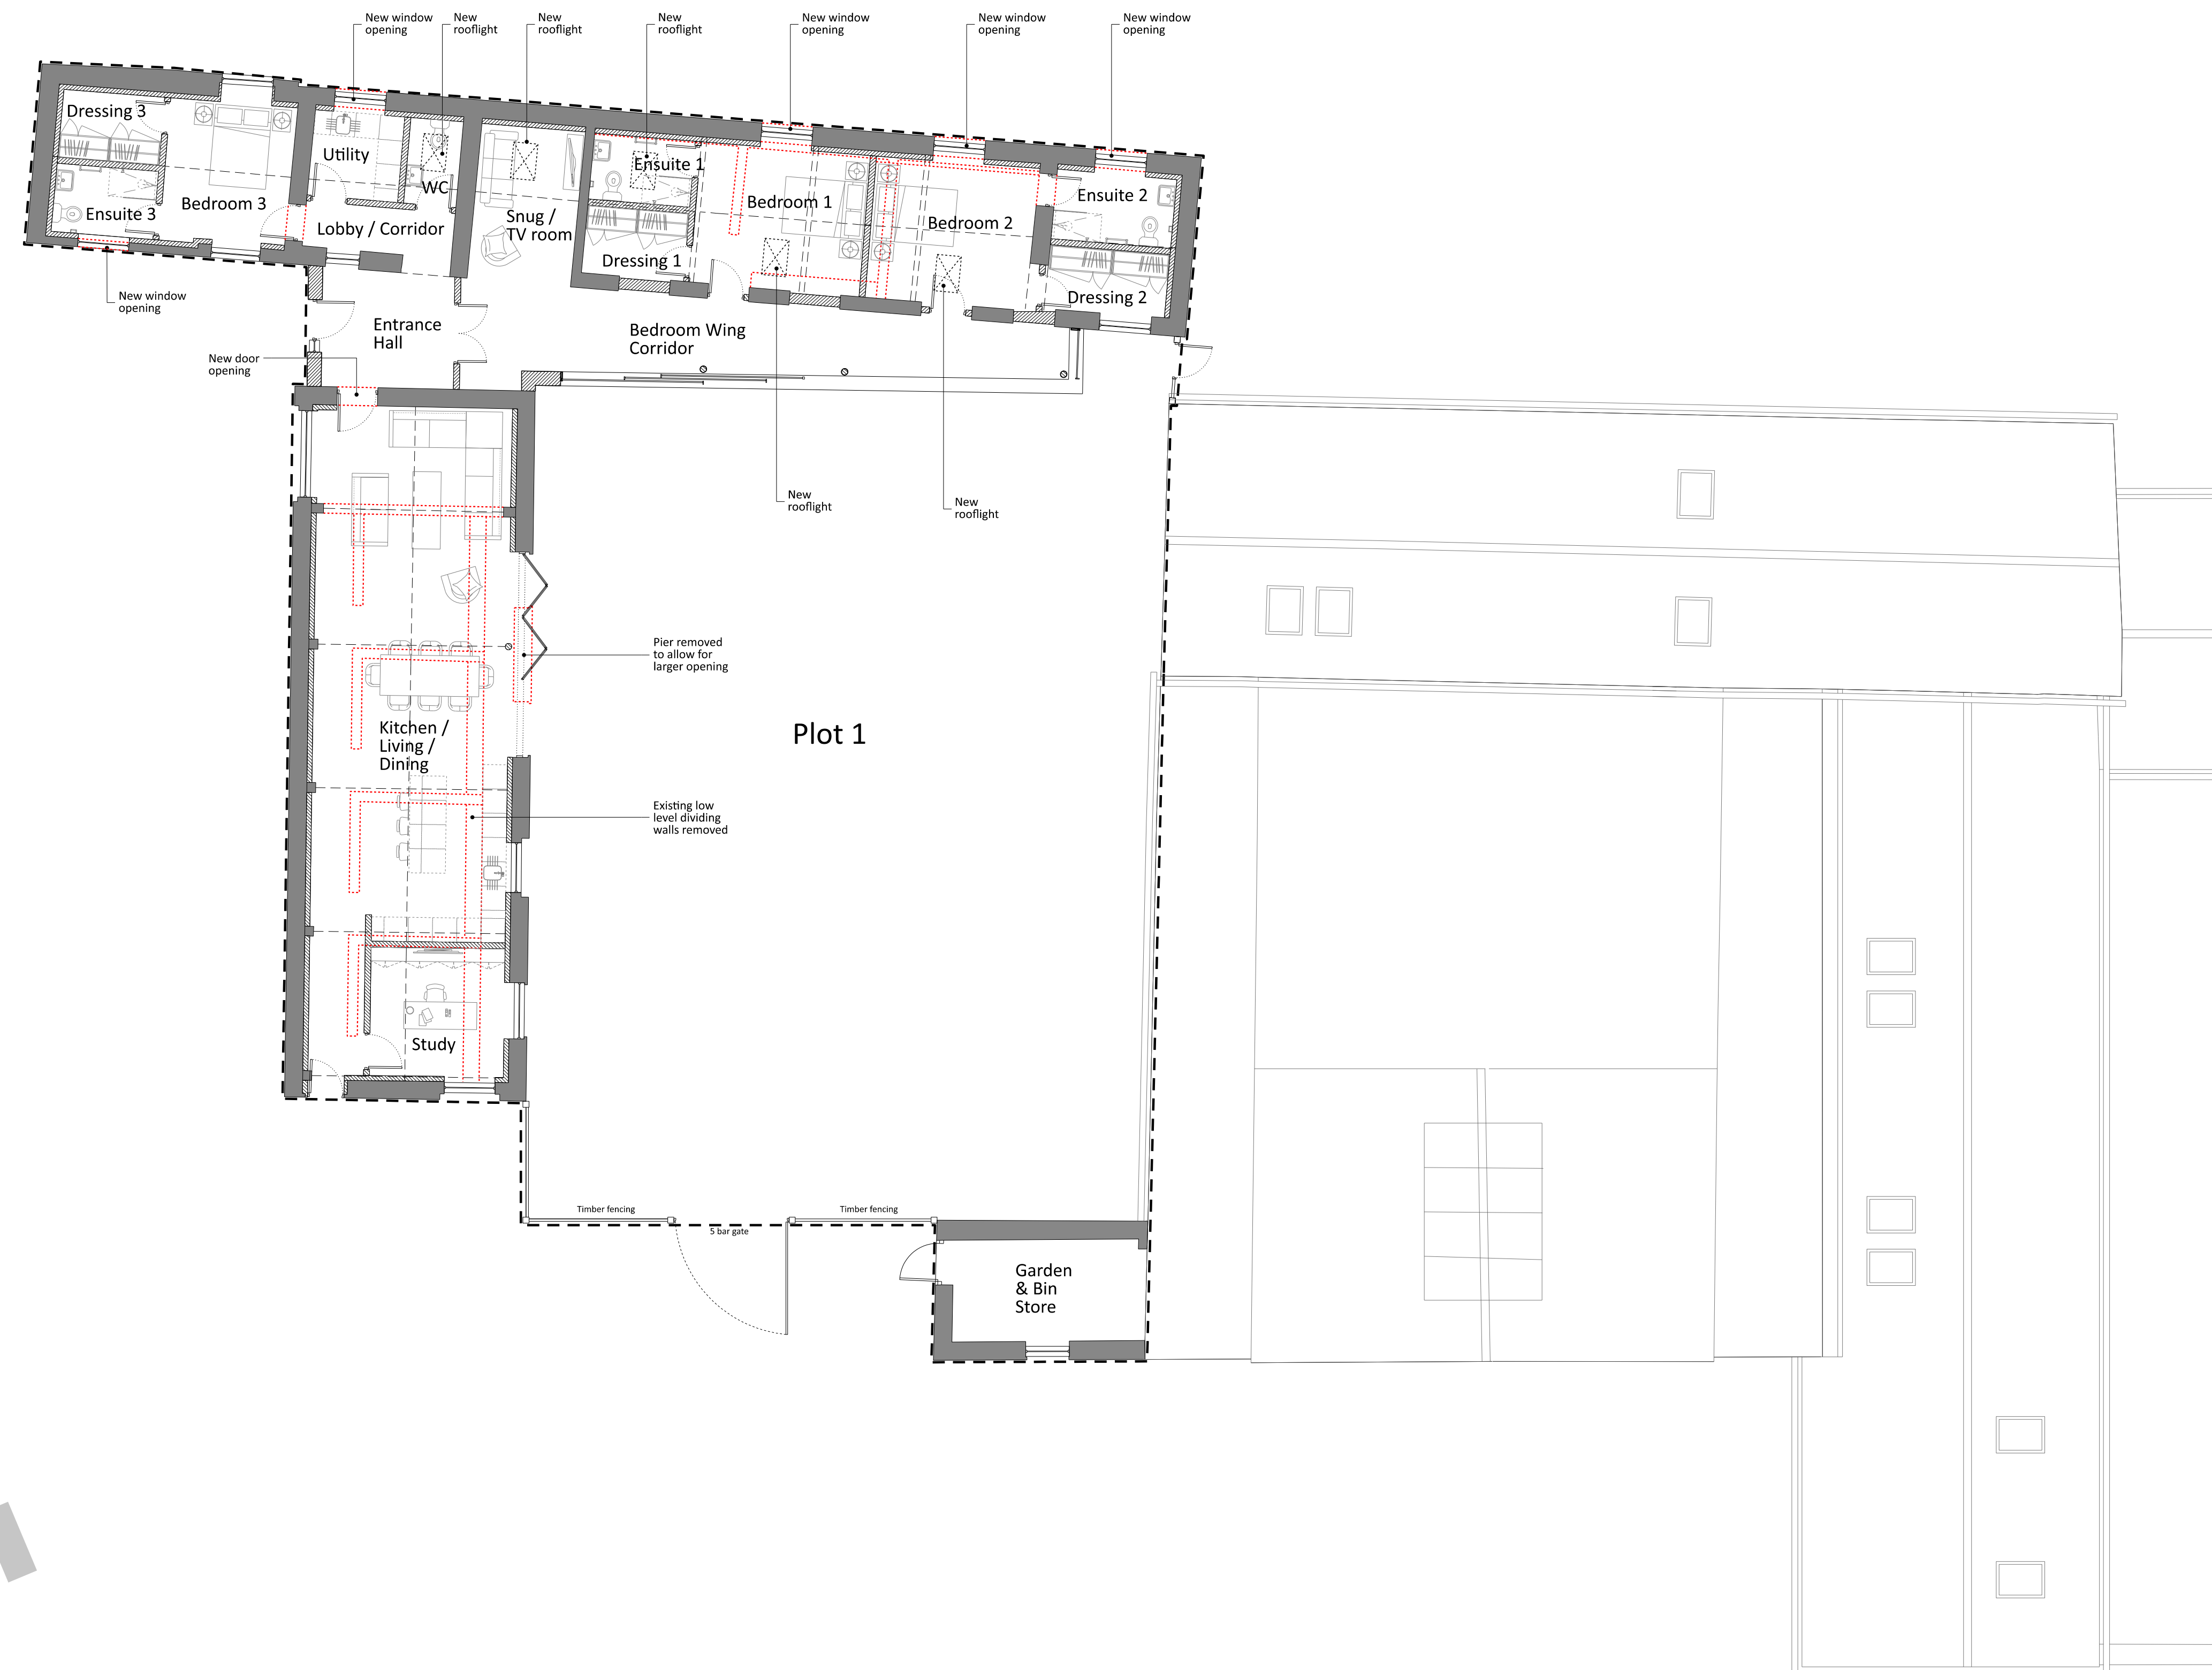 New window
opening
New
rooflight
New
rooflight
New
rooflight
New window
opening
New window
opening
New window
opening
Dressing 3
Utility
WC
Ensuite 3
Bedroom 3
Lobby / Corridor
Snug /
TV room
Ensuite 1
Dressing 1
Bedroom 1
Bedroom 2
Ensuite 2
Dressing 2
New window
opening
Entrance
Hall
Bedroom Wing
Corridor
New door
opening
New
rooflight
New
rooflight
Pier removed
to allow for
larger opening
Kitchen /
Living /
Dining
Plot 1
Existing low
level dividing
walls removed
Study
Timber fencing
5 bar gate
Timber fencing
Garden
& Bin
Store